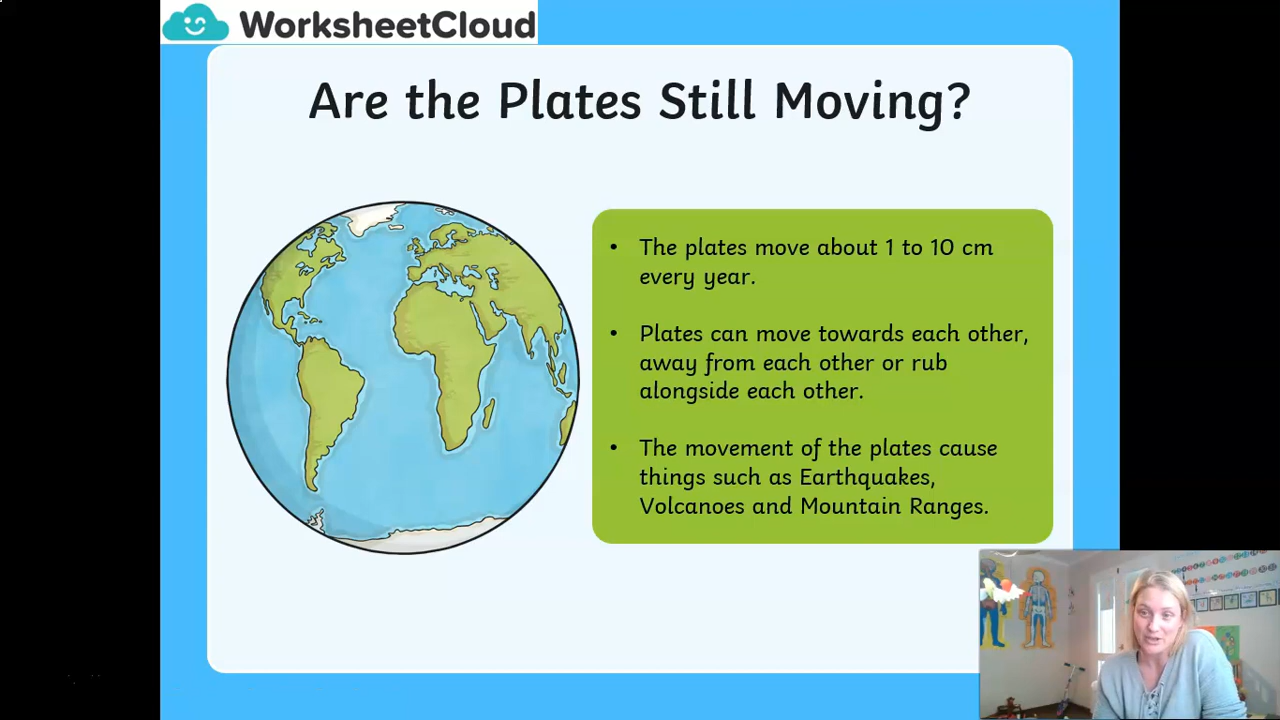 WorksheetCloud
Are the Plates Still Moving?
• The plates move about 1 to 10 cm
every year.
• Plates can move towards each other,
away from each other or rub
alongside each other.
• The movement of the plates cause
things such as Earthquakes,
Volcanoes and Mountain Ranges.